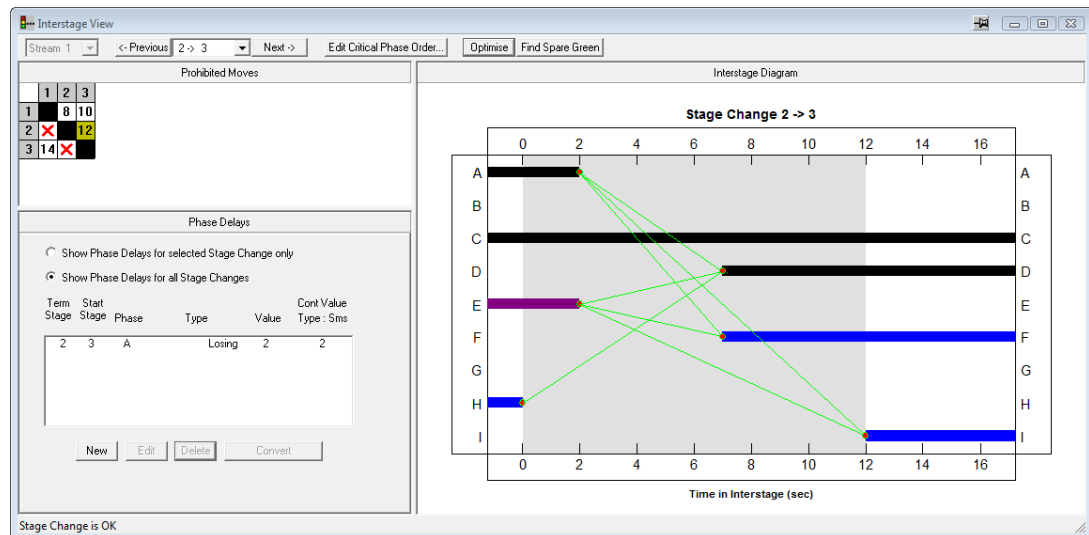 Interstage View
Stream 1 <- Previous 2 -> 3 Next -> Edit Critical Phase Order... Optimise Find Spare Green
Prohibited Moves
1 2 3
1 8 10
2 12
3 14
Phase Delays
Show Phase Delays for selected Stage Change only
Show Phase Delays for all Stage Changes
Term Stage Start Stage Phase Type Value Cont Value Type : Sms
2 3 A Losing 2 2
New Edit Delete Convert
Interstage Diagram
Stage Change 2 -> 3
0 2 4 6 8 10 12 14 16
A A
B B
C C
D D
E E
F F
G G
H H
I I
0 2 4 6 8 10 12 14 16
Time in Interstage (sec)
Stage Change is OK